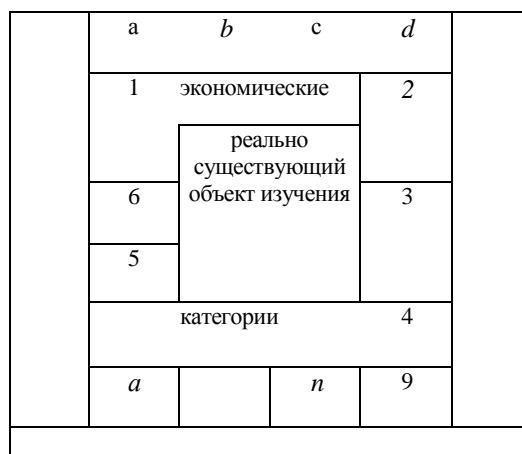 а b с d
1 экономические 2
реально
существующий
6 объект изучения 3
5
категории 4
a n 9